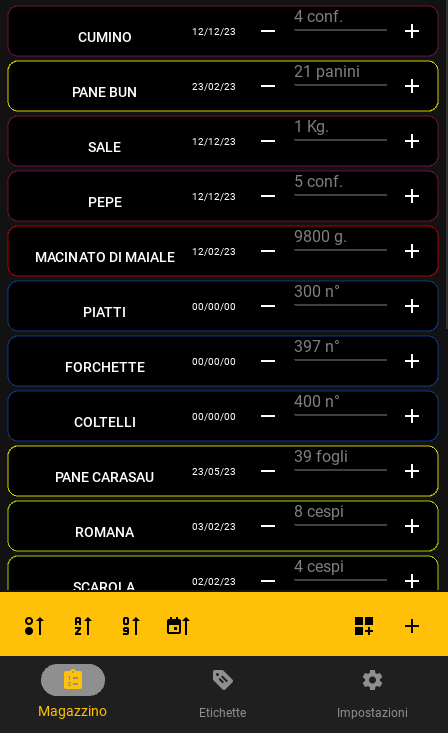 CUMINO 12/12/23 4 conf.
PANE BUN 23/02/23 21 panini
SALE 12/12/23 1 Kg.
PEPE 12/12/23 5 conf.
MACINATO DI MAIALE 12/02/23 9800 g.
PIATTI 00/00/00 300 n°
FORCHETTE 00/00/00 397 n°
COLTELLI 00/00/00 400 n°
PANE CARASAU 23/05/23 39 fogli
ROMANA 03/02/23 8 cespi
SCAROLA 02/02/23 4 cespi
Magazzino Etichette Impostazioni